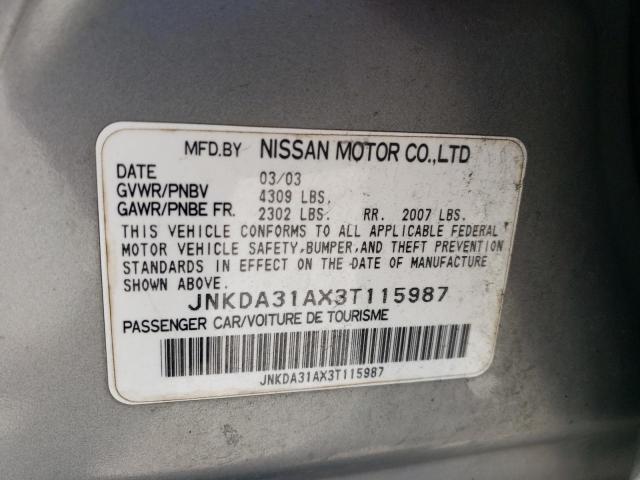 MFD.BY NISSAN MOTOR CO.,LTD
DATE 03/03
GVWR/PNBV 4309 LBS.
GAWR/PNBE FR. 2302 LBS. RR. 2007 LBS.
THIS VEHICLE CONFORMS TO ALL APPLICABLE FEDERAL
MOTOR VEHICLE SAFETY,BUMPER,AND THEFT PREVENTION
STANDARDS IN EFFECT ON THE DATE OF MANUFACTURE
SHOWN ABOVE.
JNKDA31AX3T115987
PASSENGER CAR/VOITURE DE TOURISME
JNKDA31AX3T115987